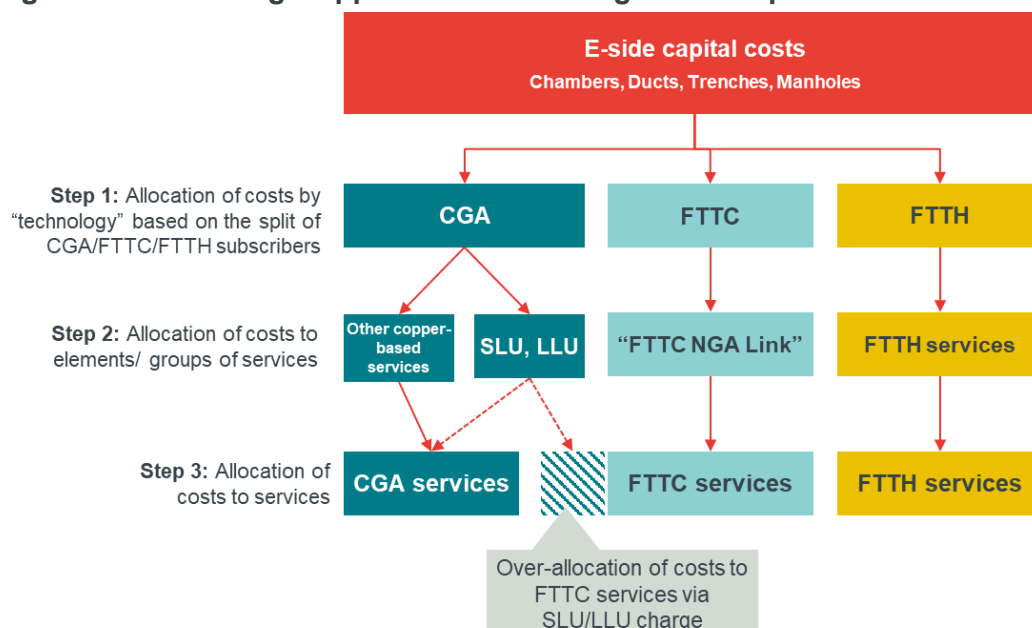 E-side capital costs
Chambers, Ducts, Trenches, Manholes
Step 1: Allocation of costs by
"technology" based on the split of
CGA/FTTC/FTTH subscribers
CGA
FTTC
FTTH
Step 2: Allocation of costs to
elements/ groups of services
Other copper-
based
services
SLU, LLU
“FTTC NGA Link”
FTTH services
Step 3: Allocation of
costs to services
CGA services
FTTC services
FTTH services
Over-allocation of costs to
FTTC services via
SLU/LLU charge